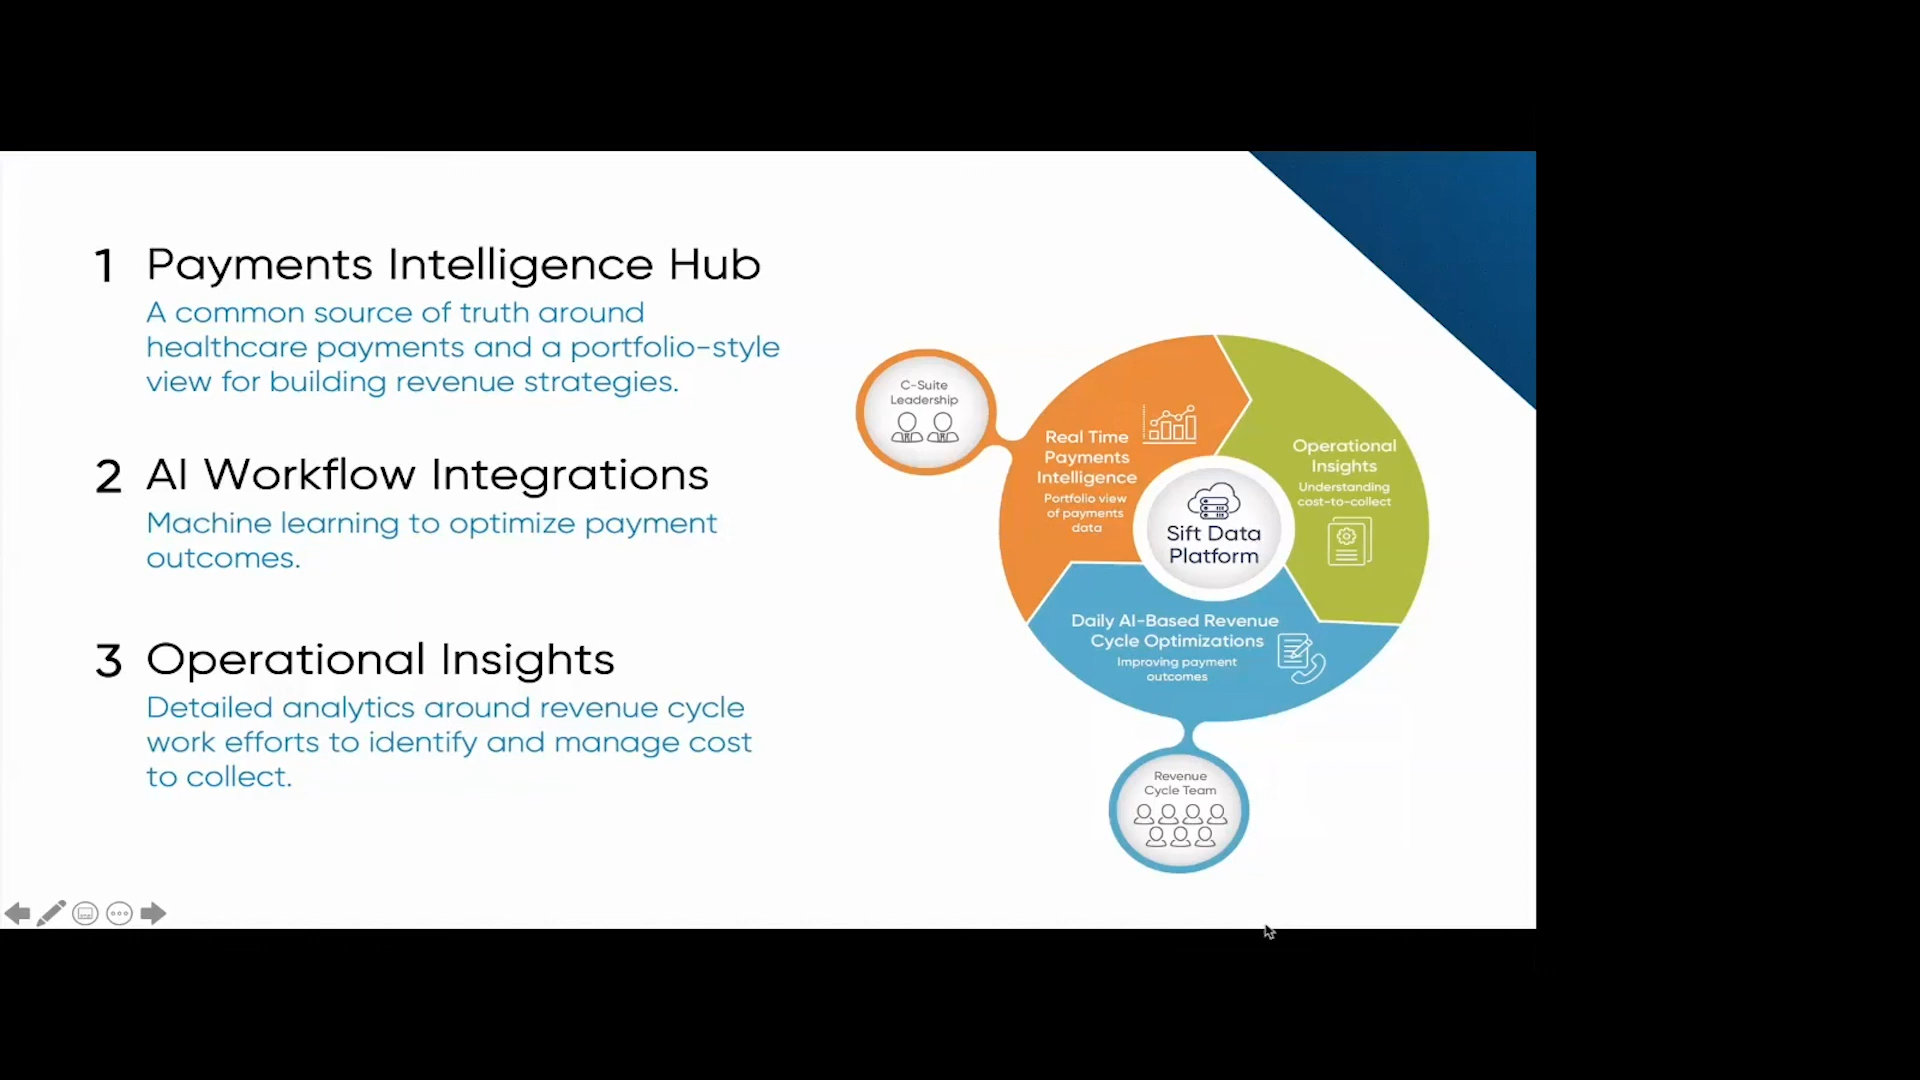 1 Payments Intelligence Hub
A common source of truth around
healthcare payments and a portfolio-style
view for building revenue strategies.
2 AI Workflow Integrations
Machine learning to optimize payment
outcomes.
3 Operational Insights
Detailed analytics around revenue cycle
work efforts to identify and manage cost
to collect.
C-Suite
Leadership
Real Time
Payments
Intelligence
Portfolio view
of payments
data
Operational
Insights
Understanding
cost-to-collect
Sift Data
Platform
Daily AI-Based Revenue
Cycle Optimizations
Improving payment
outcomes
Revenue
Cycle Team